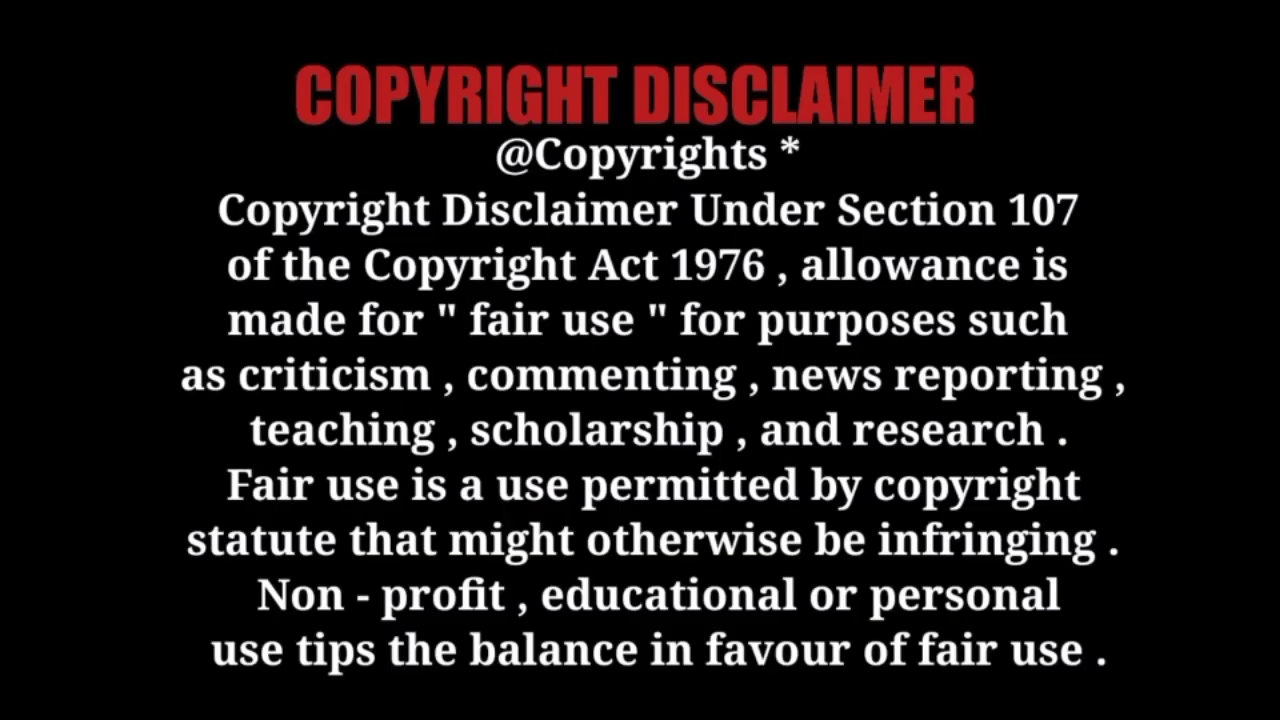 COPYRIGHT DISCLAIMER
@Copyrights *
Copyright Disclaimer Under Section 107
of the Copyright Act 1976 , allowance is
made for " fair use " for purposes such
as criticism , commenting , news reporting ,
teaching , scholarship , and research .
Fair use is a use permitted by copyright
statute that might otherwise be infringing .
Non - profit , educational or personal
use tips the balance in favour of fair use .